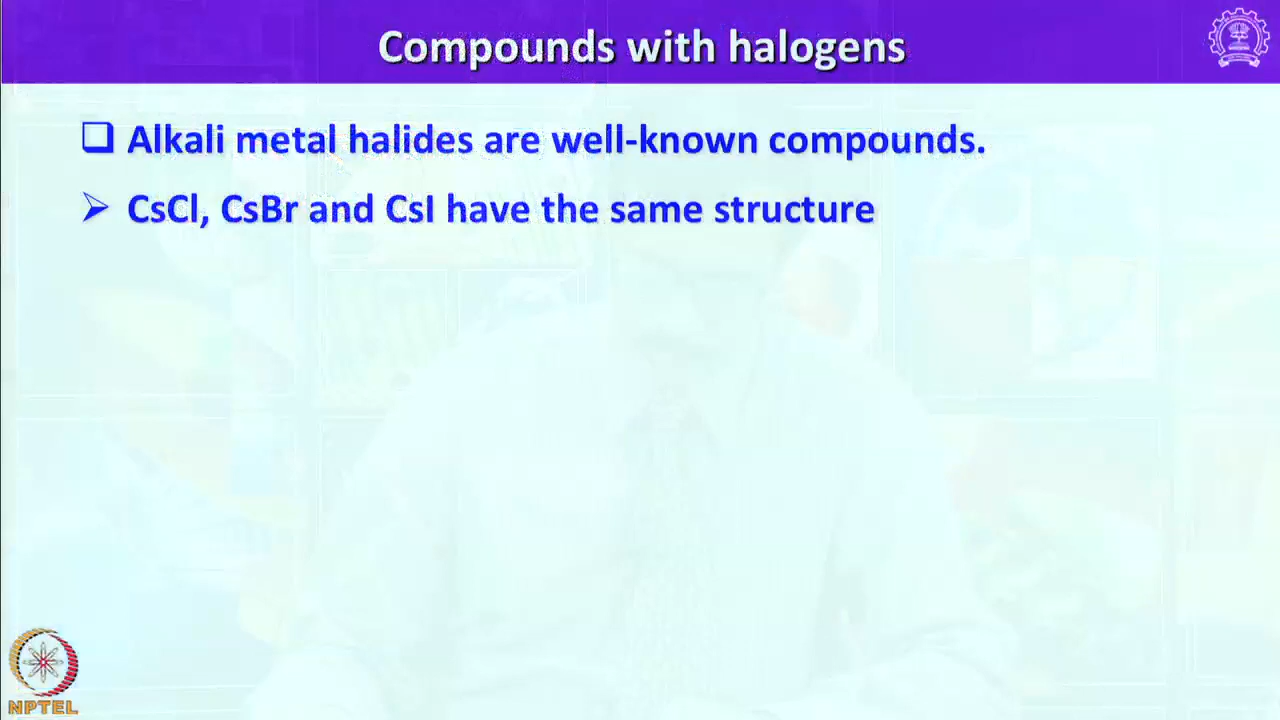 Compounds with halogens
❑ Alkali metal halides are well-known compounds.
➢ CsCl, CsBr and CsI have the same structure
NPTEL